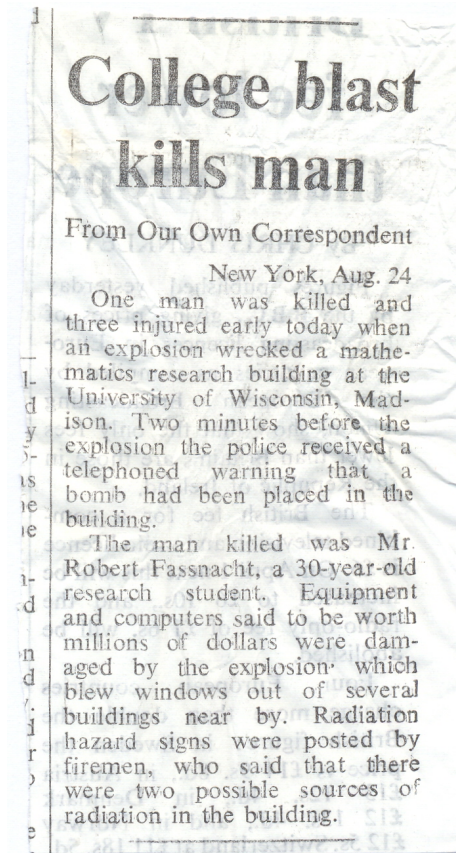 College blast
kills man
From Our Own Correspondent
New York, Aug. 24
One man was killed and
three injured early today when
an explosion wrecked a mathe-
matics research building at the
University of Wisconsin, Mad-
ison. Two minutes before the
explosion the police received a
telephoned warning that a
bomb had been placed in the
building.
The man killed was Mr.
Robert Fassnacht, a 30-year-old
research student. Equipment
and computers said to be worth
millions of dollars were dam-
aged by the explosion which
blew windows out of several
buildings near by. Radiation
hazard signs were posted by
firemen, who said that there
were two possible sources of
radiation in the building.